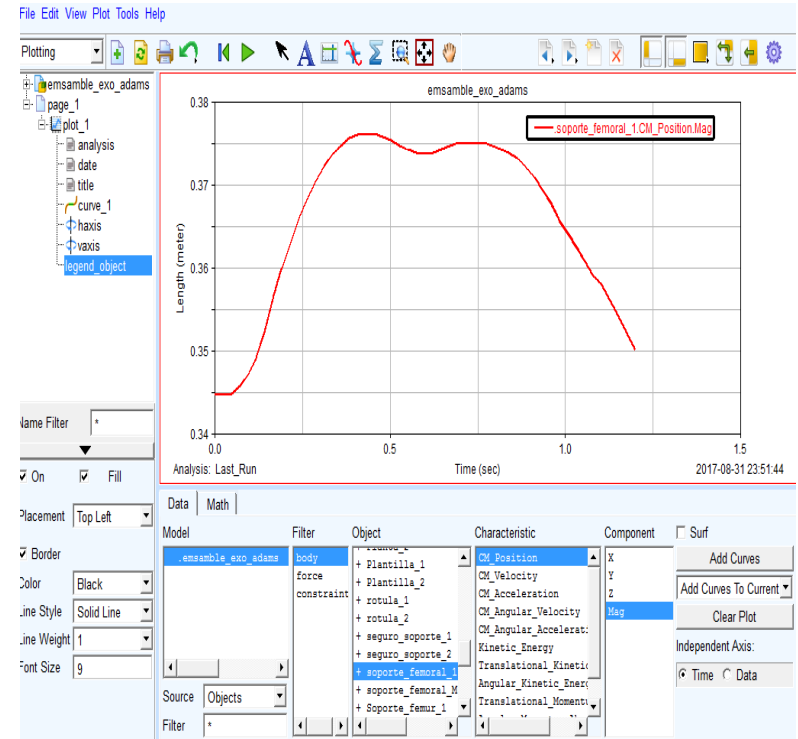 File Edit View Plot Tools Help
Plotting
emsamble_exo_adams
page_1
plot_1
analysis
date
title
curve_1
haxis
vaxis
legend_object
Name Filter *
On Fill
Placement Top Left
Border
Color Black
Line Style Solid Line
Line Weight 1
Font Size 9
emsamble_exo_adams
.soporte_femoral_1.CM_Position.Mag
Length (meter)
0.38
0.37
0.36
0.35
0.34
0.0 0.5 1.0 1.5
Analysis: Last_Run Time (sec) 2017-08-31 23:51:44
Data Math
Model Filter Object Characteristic Component Surf
.emsamble_exo_adams
body
force
constraint
+ Plantilla_1
+ Plantilla_2
+ rotula_1
+ rotula_2
+ seguro_soporte_1
+ seguro_soporte_2
+ soporte_femoral_1
+ soporte_femoral_M
+ Soporte_femur_1
CM_Position
CM_Velocity
CM_Acceleration
CM_Angular_Velocity
CM_Angular_Accelerat
Kinetic_Energy
Translational_Kinetic
Angular_Kinetic_Energ
Translational_Momentu
X
Y
Z
Mag
Add Curves
Add Curves To Current
Clear Plot
Independent Axis:
Time Data
Source Objects
Filter *